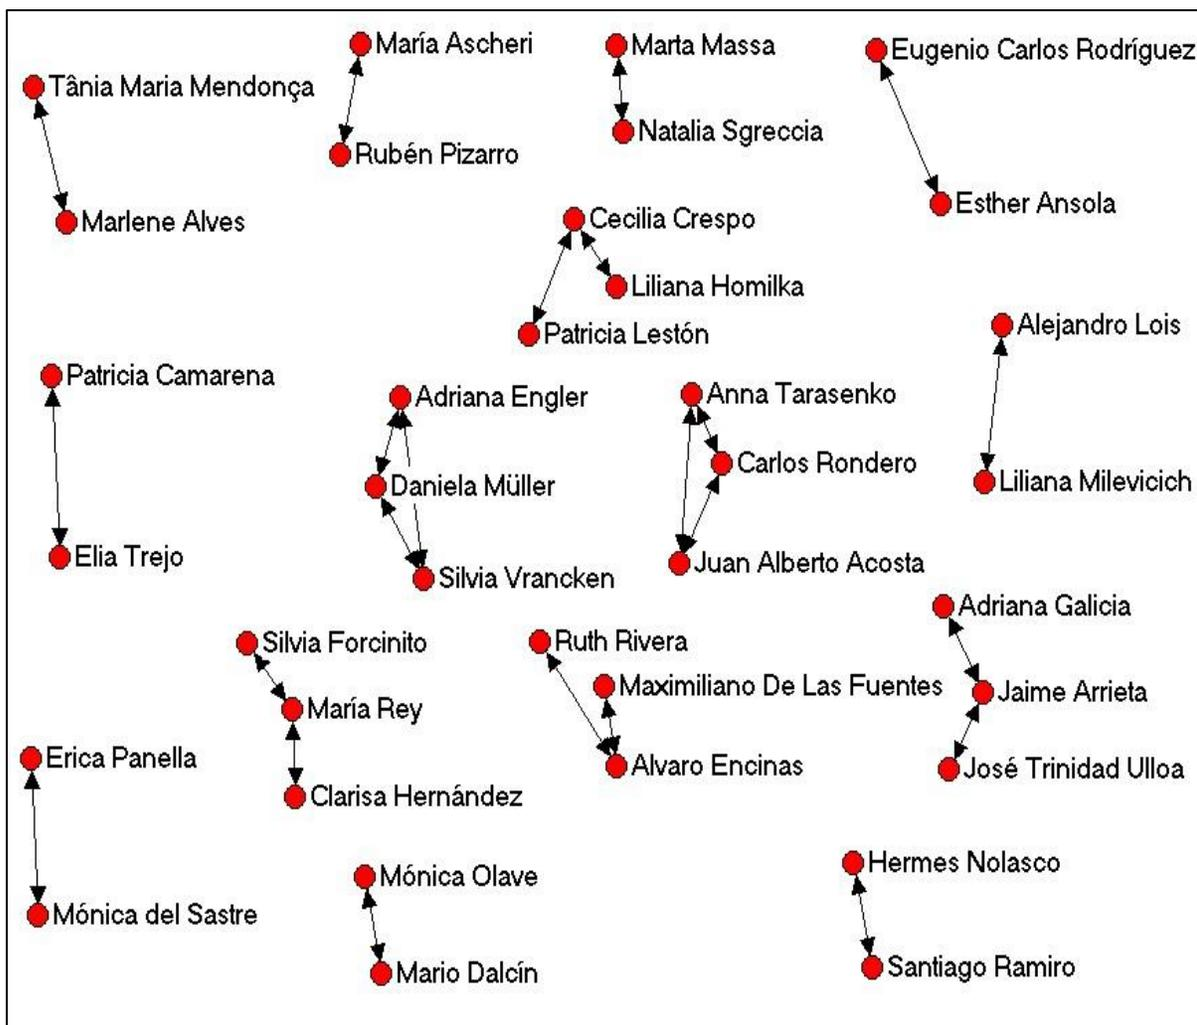 María Ascheri
Marta Massa
Eugenio Carlos Rodríguez
Tânia Maria Mendonça
Natalia Sgreccia
Rubén Pizarro
Esther Ansola
Marlene Alves
Cecilia Crespo
Liliana Homilka
Alejandro Lois
Patricia Lestón
Patricia Camarena
Adriana Engler
Anna Tarasenko
Carlos Rondero
Liliana Milevicich
Daniela Müller
Elia Trejo
Juan Alberto Acosta
Silvia Vrancken
Adriana Galicia
Silvia Forcinito
Ruth Rivera
Maximiliano De Las Fuentes
Jaime Arrieta
María Rey
Erica Panella
Alvaro Encinas
José Trinidad Ulloa
Clarisa Hernández
Hermes Nolasco
Mónica Olave
Mónica del Sastre
Santiago Ramiro
Mario Dalcín